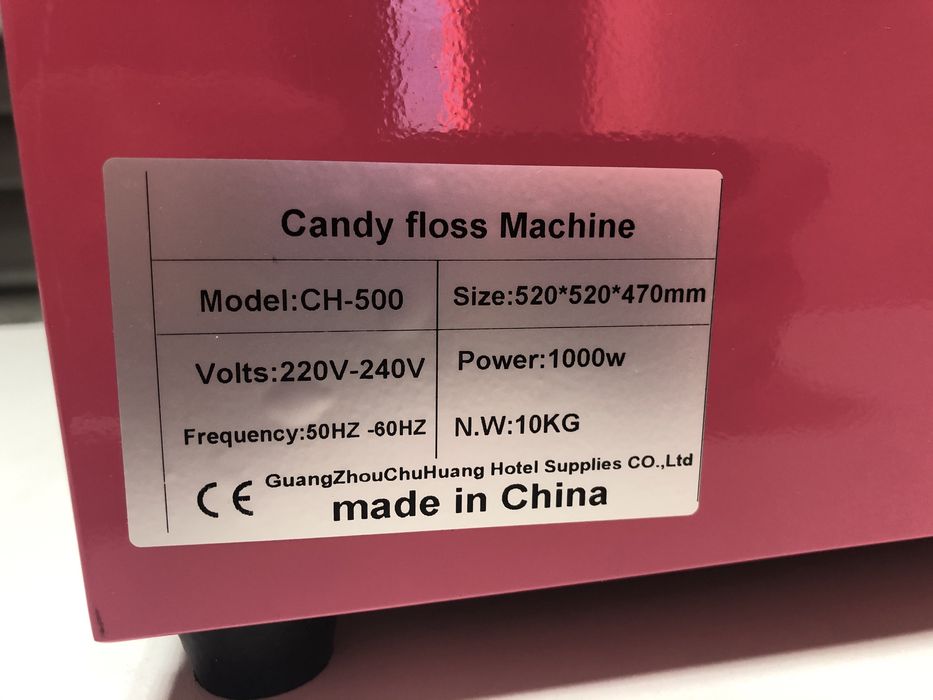 Candy floss Machine
Model:CH-500
Size:520*520*470mm
Volts:220V-240V
Power:1000w
Frequency:50HZ -60HZ
N.W:10KG
GuangZhouChuHuang Hotel Supplies CO.,Ltd
CE
made in China